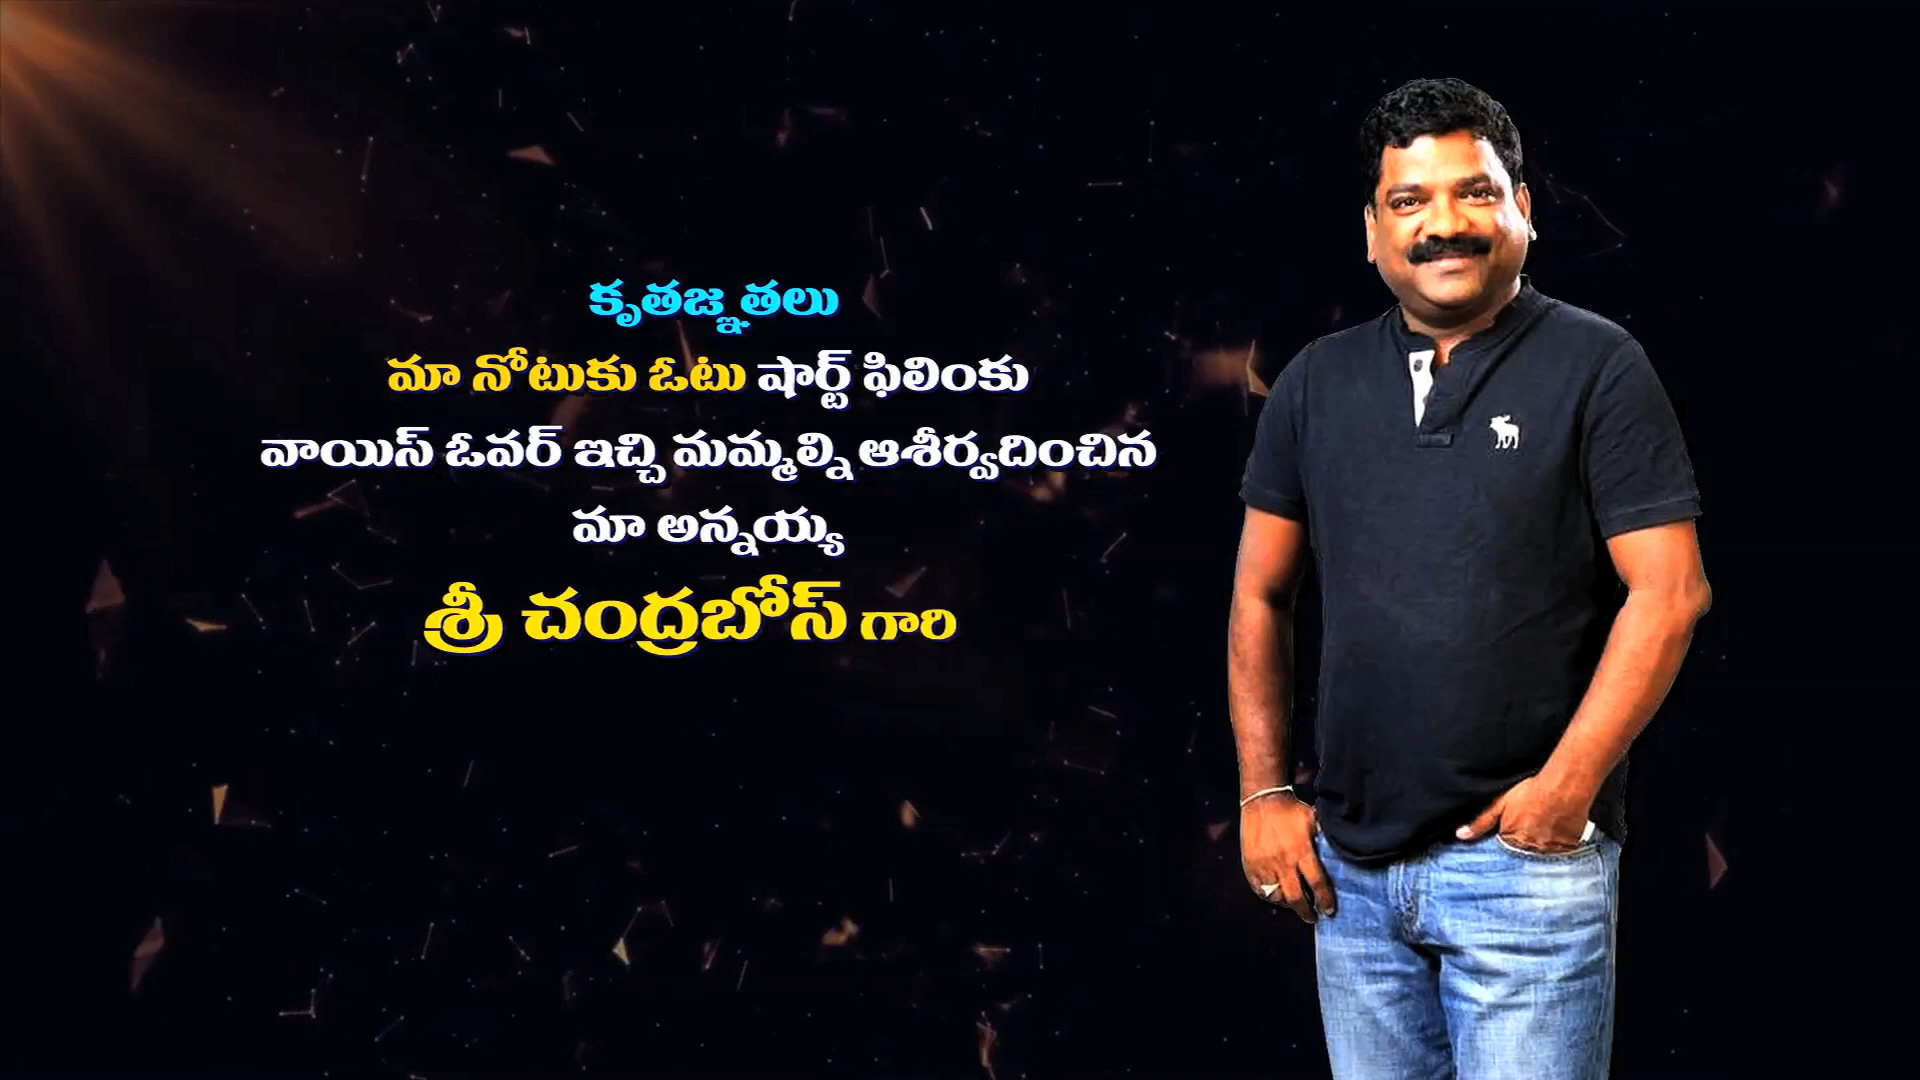 కృతజ్ఞతలు
మా నోటుకు ఓటు షార్ట్ ఫిలింకు
వాయిస్ ఓవర్ ఇచ్చి మమ్మల్ని ఆశీర్వదించిన
మా అన్నయ్య
శ్రీ చంద్రబోస్ గారి